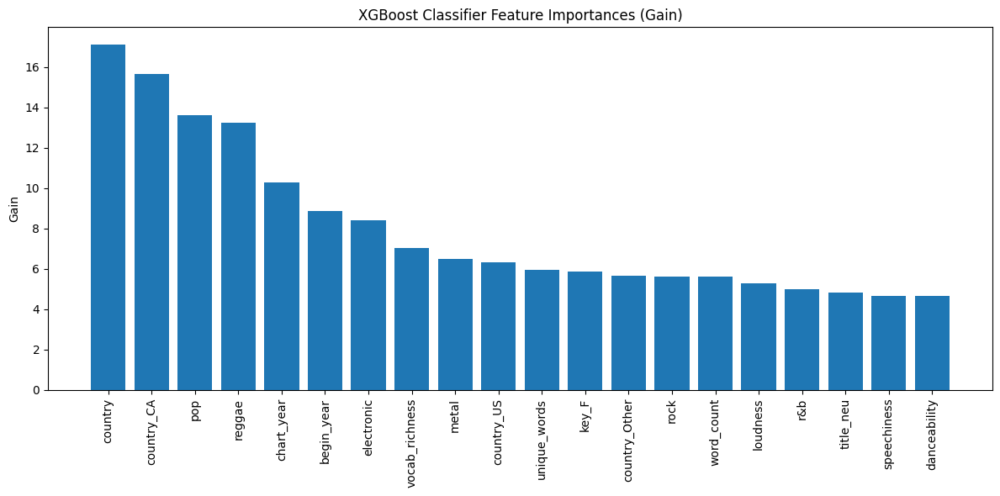 XGBoost Classifier Feature Importances (Gain)
Gain
16
14
12
10
8
6
4
2
0
country
country_CA
pop
reggae
chart_year
begin_year
electronic
vocab_richness
metal
country_US
unique_words
key_F
country_Other
rock
word_count
loudness
r&b
title_neu
speechiness
danceability